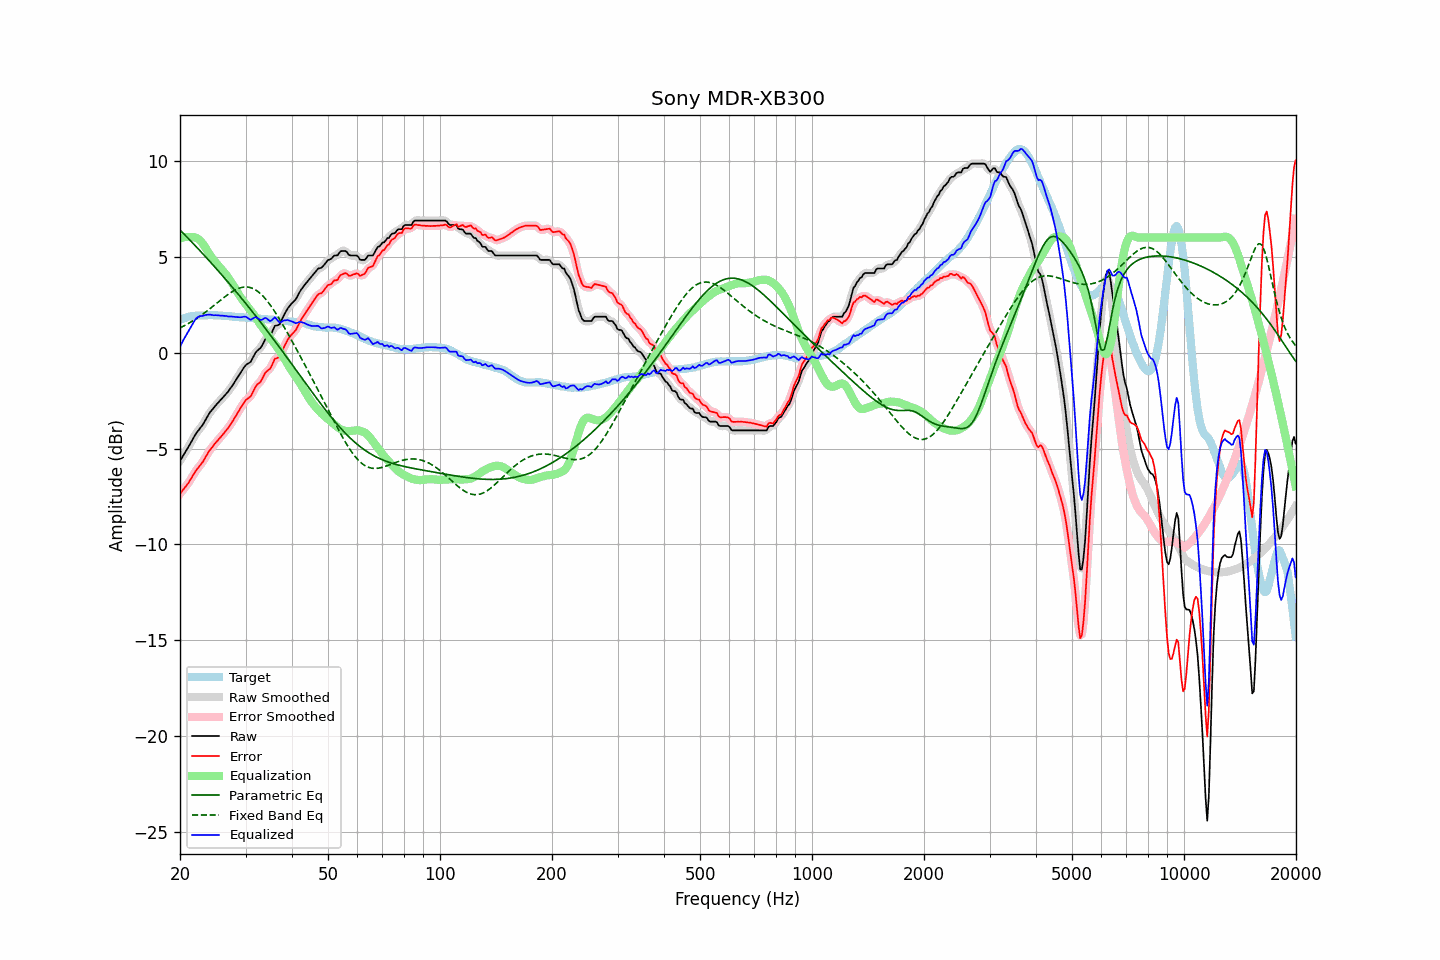 Sony MDR-XB300
10
5
0
−5
−10
−15
−20
−25
Amplitude (dBr)
Target
Raw Smoothed
Error Smoothed
Raw
Error
Equalization
Parametric Eq
Fixed Band Eq
Equalized
20 50 100 200 500 1000 2000 5000 10000 20000
Frequency (Hz)